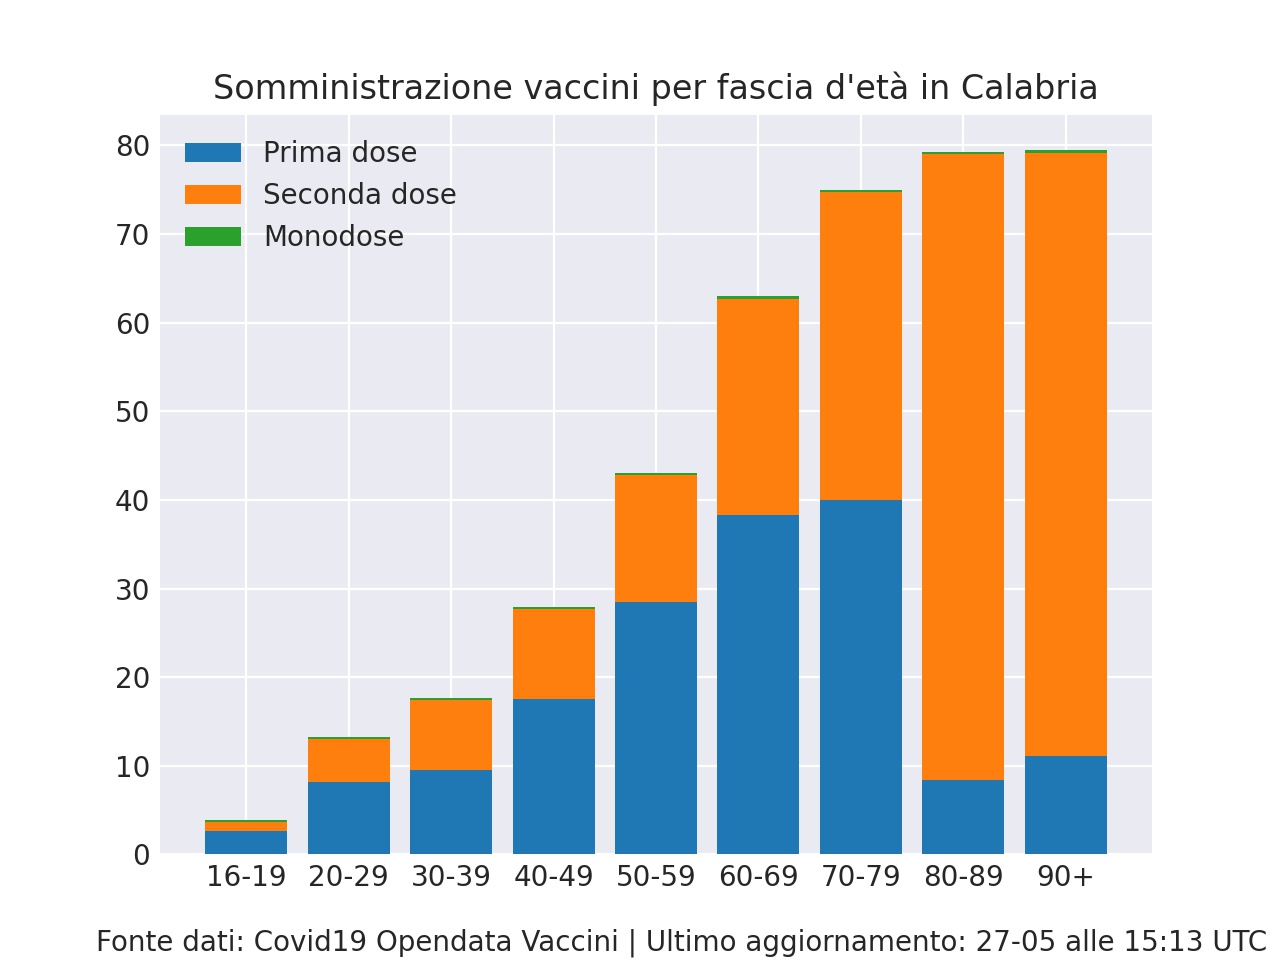 Somministrazione vaccini per fascia d'età in Calabria
Prima dose
Seconda dose
Monodose
80
70
60
50
40
30
20
10
0
16-19 20-29 30-39 40-49 50-59 60-69 70-79 80-89 90+
Fonte dati: Covid19 Opendata Vaccini | Ultimo aggiornamento: 27-05 alle 15:13 UTC